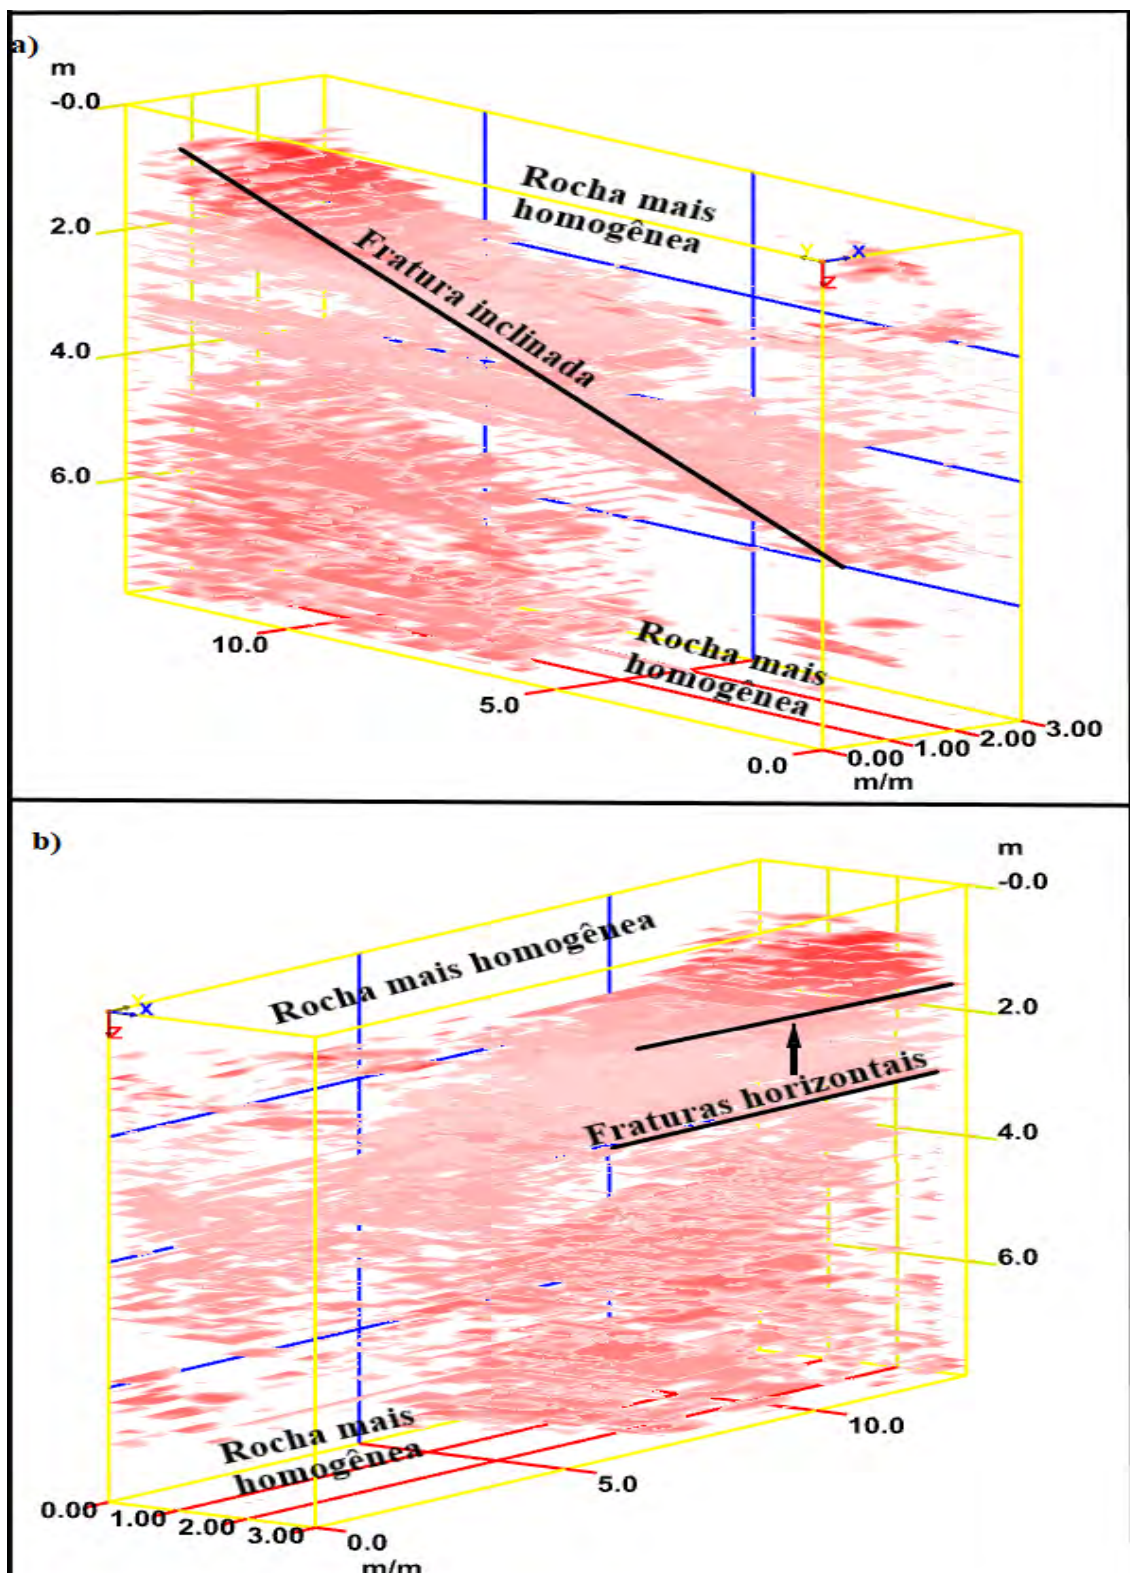 a)
m
-0.0
2.0
4.0
6.0
Rocha mais
homogênea
Fratura inclinada
Y
X
Z
Rocha mais
homogênea
10.0
5.0
0.0
0.00
1.00
2.00
3.00
m/m
b)
m
-0.0
2.0
4.0
6.0
Rocha mais homogênea
Y
X
Z
Fraturas horizontais
Rocha mais
homogênea
10.0
5.0
0.0
0.00
1.00
2.00
3.00
m/m